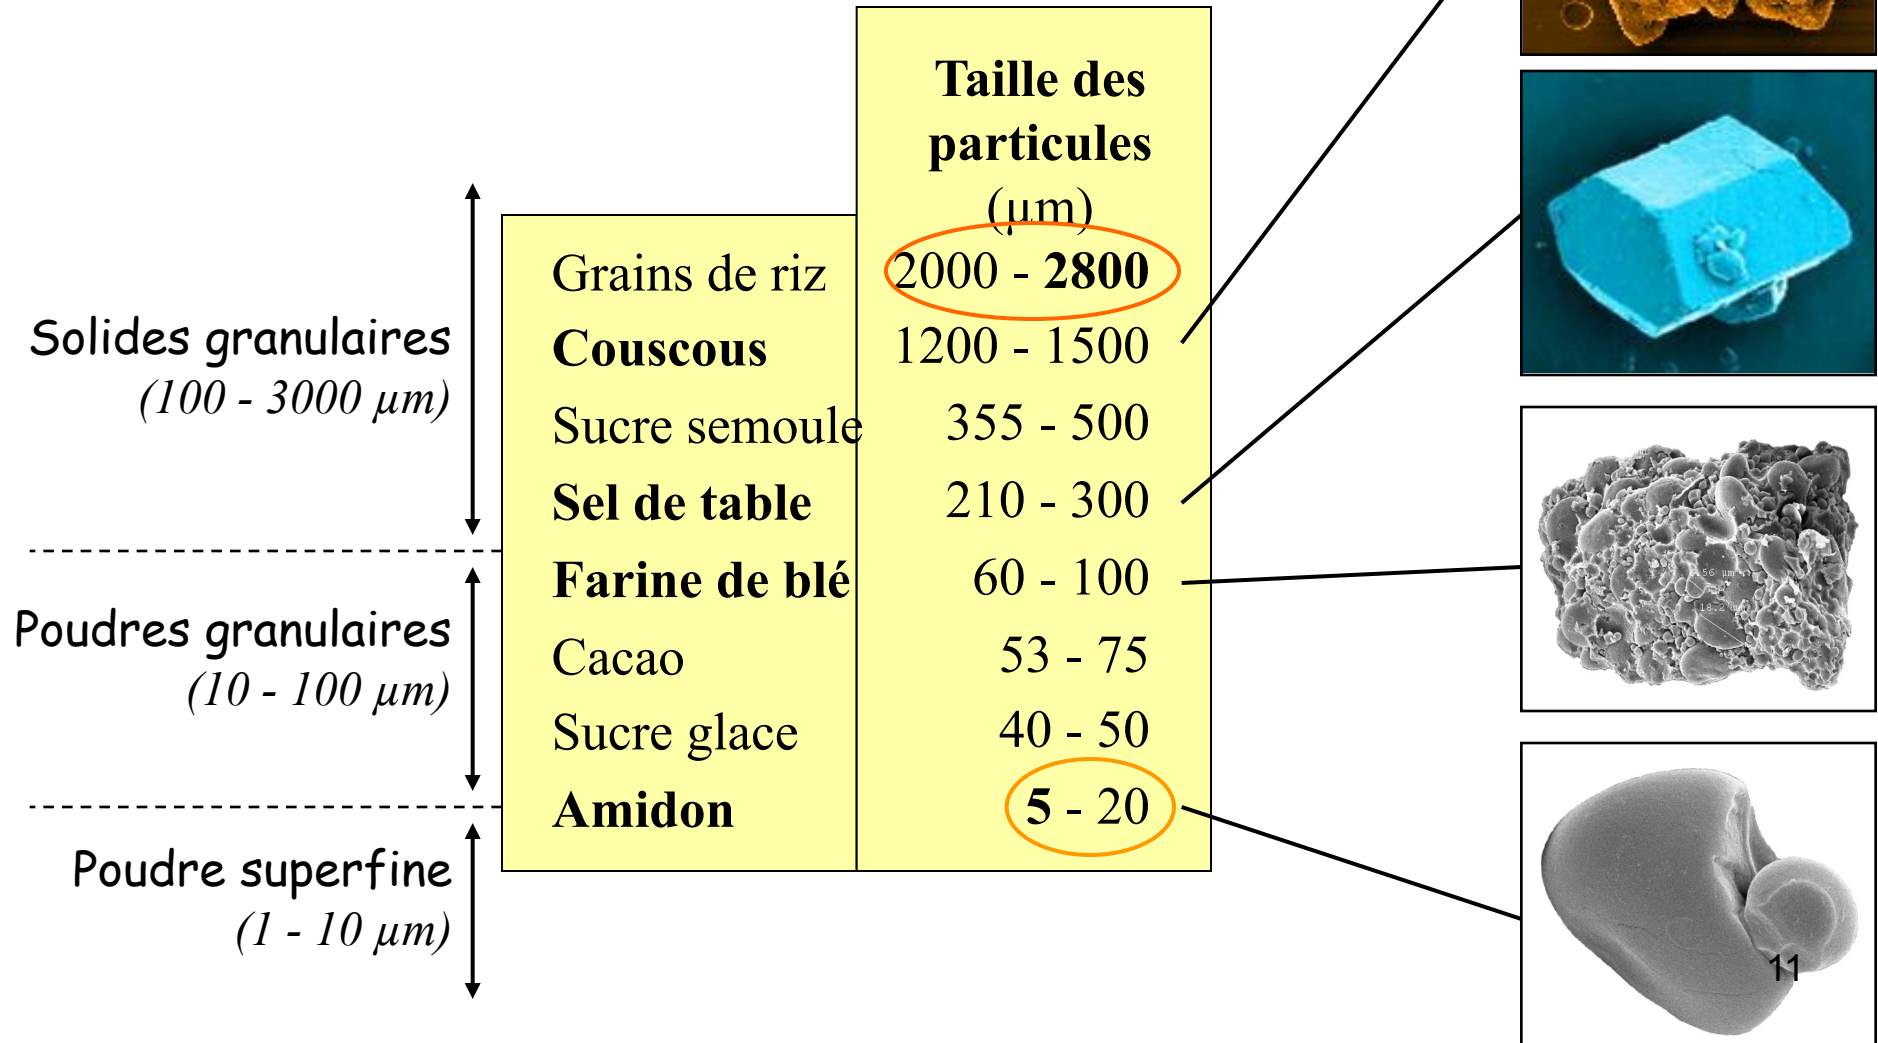 Taille des
particules
(µm)
Grains de riz 2000 - 2800
Couscous 1200 - 1500
Sucre semoule 355 - 500
Sel de table 210 - 300
Farine de blé 60 - 100
Cacao 53 - 75
Sucre glace 40 - 50
Amidon 5 - 20
Solides granulaires
(100 - 3000 µm)
Poudres granulaires
(10 - 100 µm)
Poudre superfine
(1 - 10 µm)
11